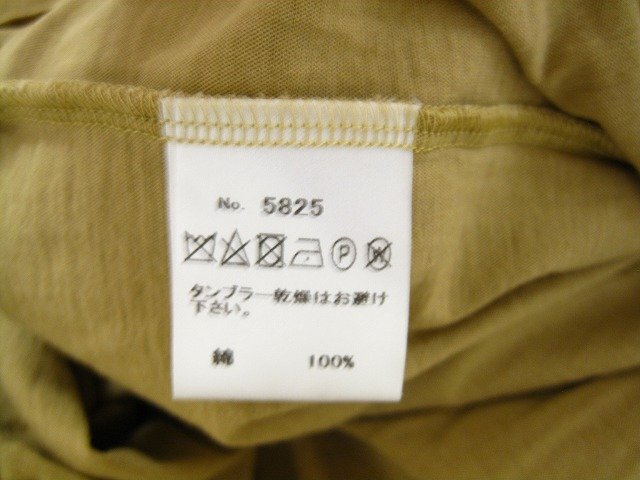 No. 5825
P W
タンブラー乾燥はお避け
下さい。
綿 100%